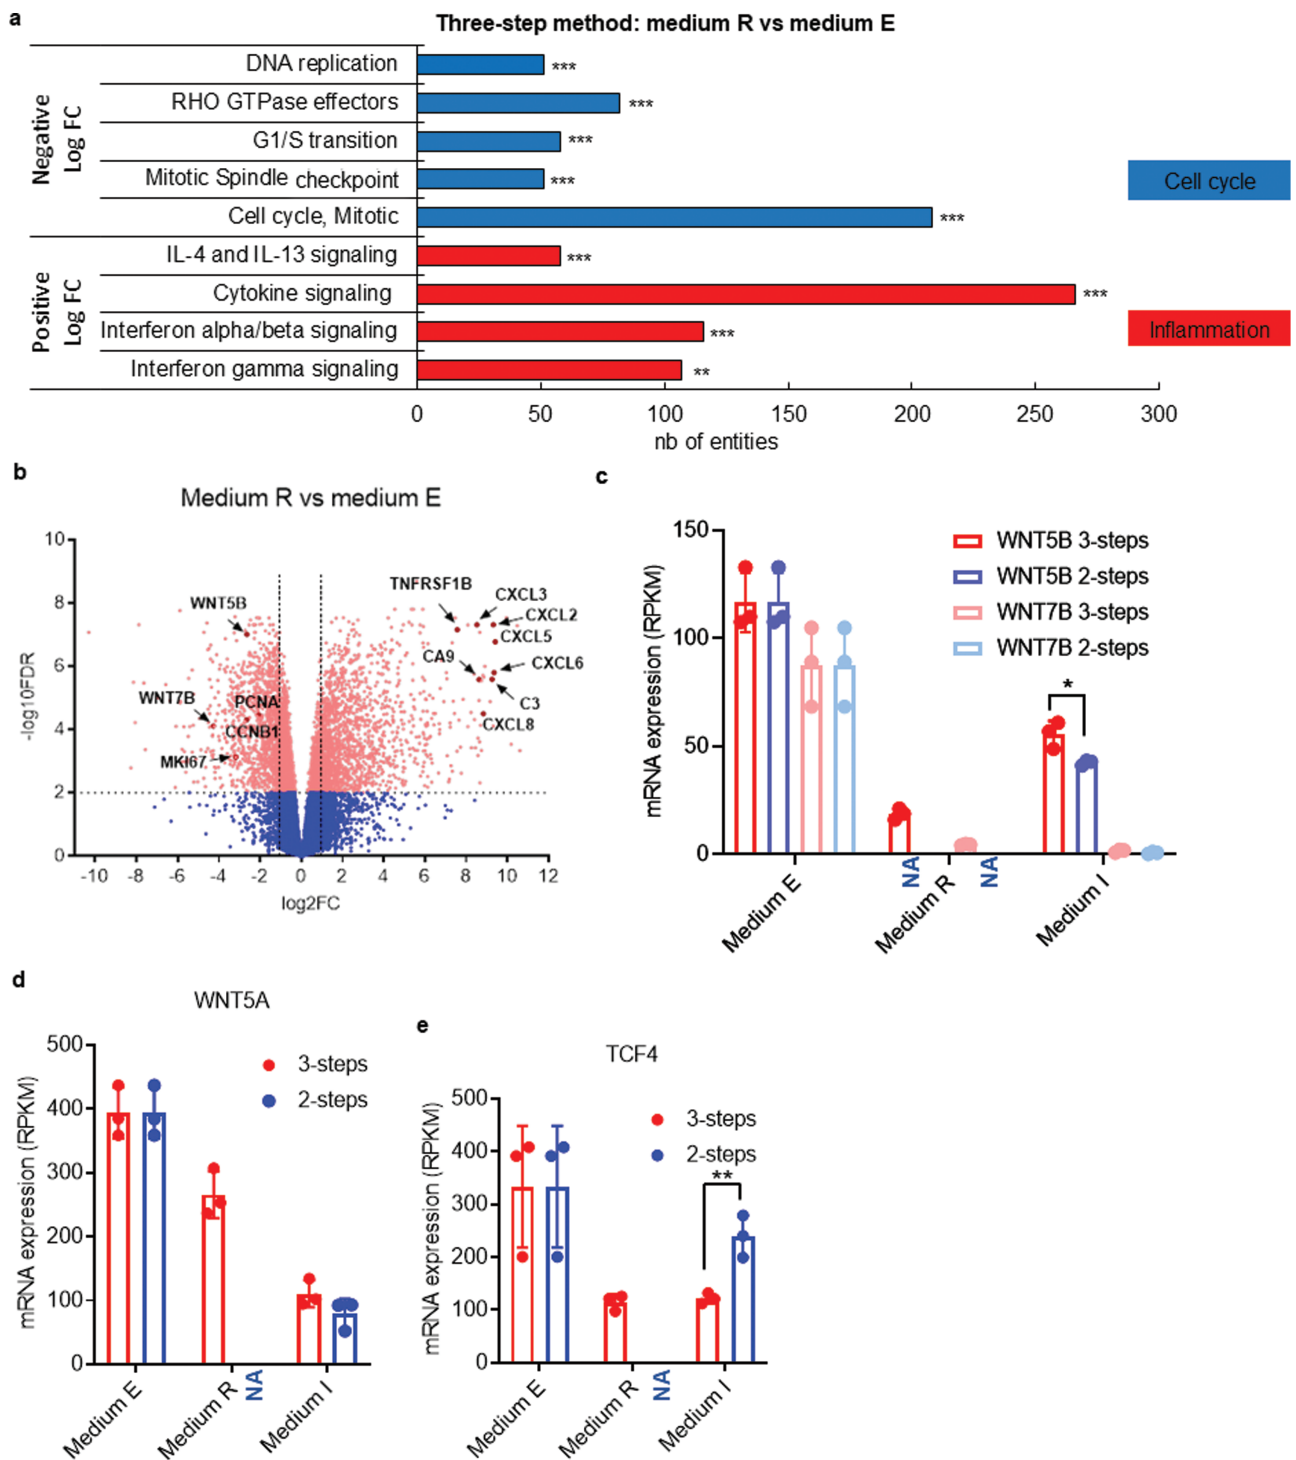 a
Three-step method: medium R vs medium E
Negative
Log FC
DNA replication ***
RHO GTPase effectors ***
G1/S transition ***
Mitotic Spindle checkpoint ***
Cell cycle, Mitotic ***
Cell cycle
Positive
Log FC
IL-4 and IL-13 signaling ***
Cytokine signaling ***
Interferon alpha/beta signaling ***
Interferon gamma signaling **
Inflammation
0 50 100 150 200 250 300
nb of entities
b
Medium R vs medium E
-log10FDR
10
8
6
4
2
0
WNT5B
TNFRSF1B
CXCL3
CXCL2
CXCL5
CA9
CXCL6
WNT7B
PCNA
C3
CCNB1
CXCL8
MKI67
-10 -8 -6 -4 -2 0 2 4 6 8 10 12
log2FC
c
mRNA expression (RPKM)
150
100
50
0
WNT5B 3-steps
WNT5B 2-steps
WNT7B 3-steps
WNT7B 2-steps
*
NA NA
Medium E Medium R Medium I
d
WNT5A
mRNA expression (RPKM)
500
400
300
200
100
0
3-steps
2-steps
NA
Medium E Medium R Medium I
e
TCF4
mRNA expression (RPKM)
500
400
300
200
100
0
3-steps
2-steps
**
NA
Medium E Medium R Medium I